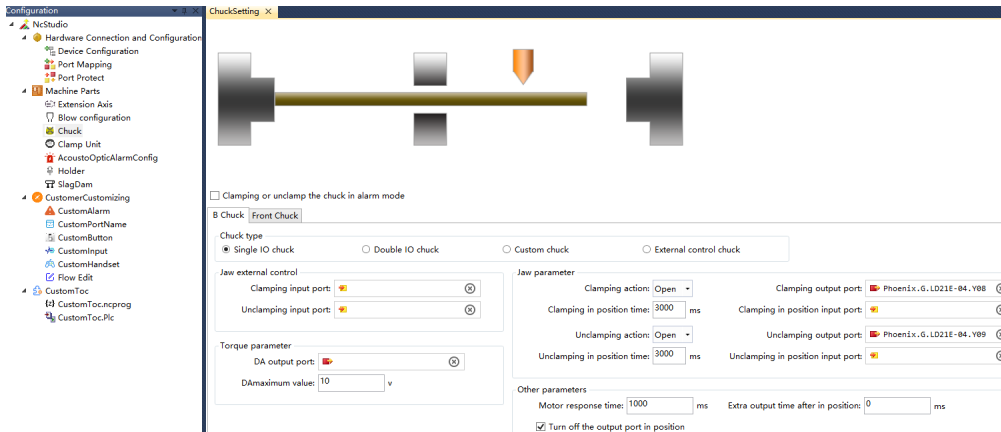 Configuration
ChuckSetting ×
NcStudio
Hardware Connection and Configuration
Device Configuration
Port Mapping
Port Protect
Machine Parts
Extension Axis
Blow configuration
Chuck
Clamp Unit
AcoustoOpticAlarmConfig
Holder
SlagDam
CustomerCustomizing
CustomAlarm
CustomPortName
CustomButton
CustomInput
CustomHandset
Flow Edit
CustomToc
CustomToc.ncprog
CustomToc.Plc
Clamping or unclamp the chuck in alarm mode
B Chuck Front Chuck
Chuck type
Single IO chuck Double IO chuck Custom chuck External control chuck
Jaw external control
Clamping input port:
Unclamping input port:
Torque parameter
DA output port:
DAmaximum value: 10 v
Jaw parameter
Clamping action: Open Clamping output port: Phoenix.G.LD21E-04.Y08
Clamping in position time: 3000 ms Clamping in position input port:
Unclamping action: Open Unclamping output port: Phoenix.G.LD21E-04.Y09
Unclamping in position time: 3000 ms Unclamping in position input port:
Other parameters
Motor response time: 1000 ms Extra output time after in position: 0 ms
Turn off the output port in position